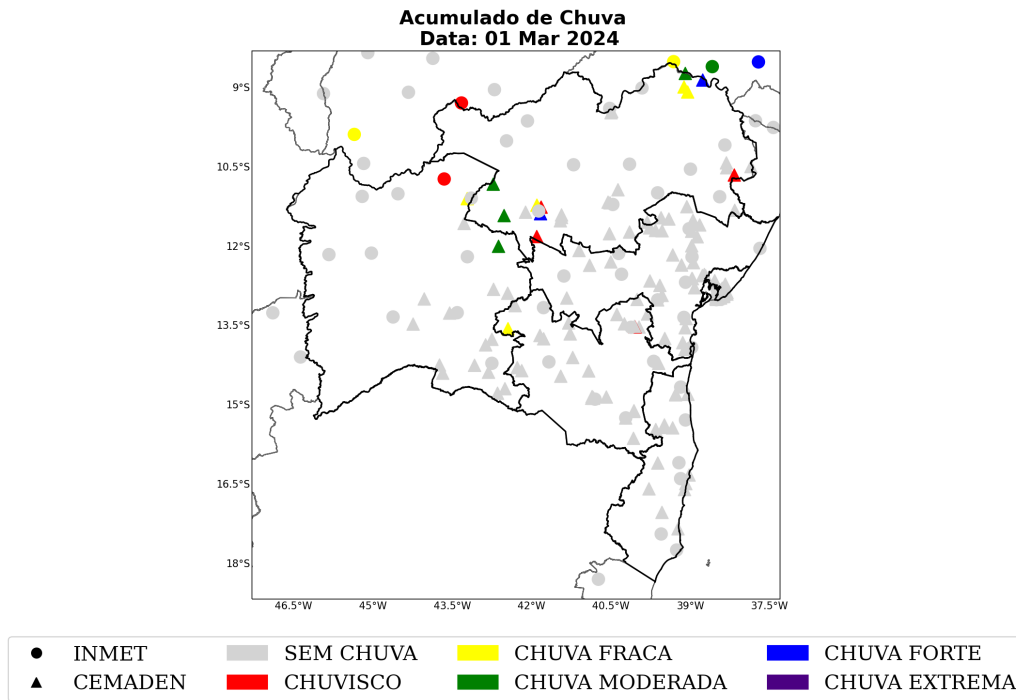 Acumulado de Chuva
Data: 01 Mar 2024
9°S
10.5°S
12°S
13.5°S
15°S
16.5°S
18°S
46.5°W 45°W 43.5°W 42°W 40.5°W 39°W 37.5°W
INMET SEM CHUVA CHUVA FRACA CHUVA FORTE
CEMADEN CHUVISCO CHUVA MODERADA CHUVA EXTREMA